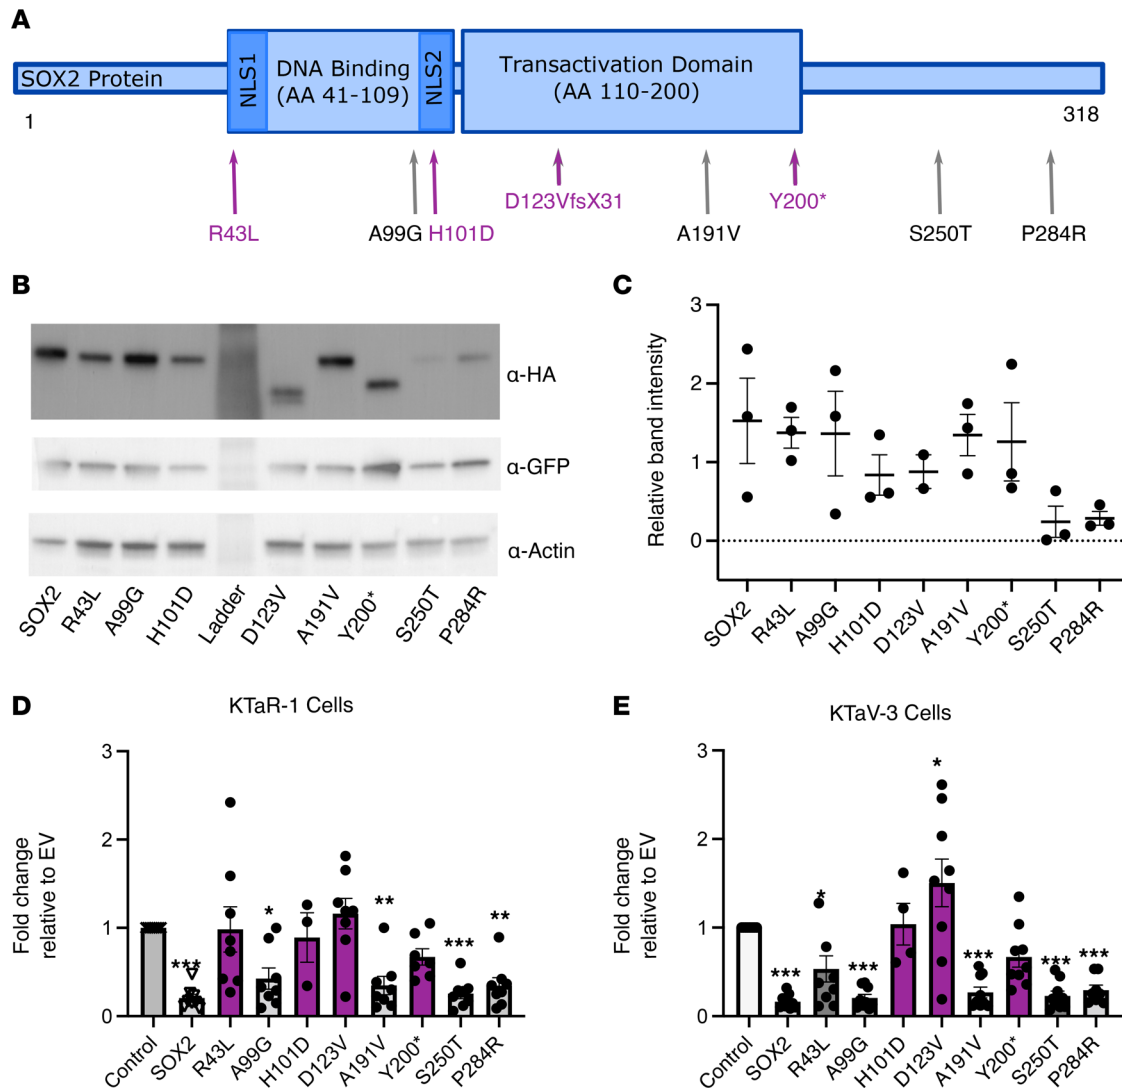 A
SOX2 Protein
NLS1
DNA Binding
(AA 41-109)
NLS2
Transactivation Domain
(AA 110-200)
1
318
R43L
A99G
H101D
D123VfsX31
A191V
Y200*
S250T
P284R
B
α-HA
α-GFP
α-Actin
SOX2
R43L
A99G
H101D
Ladder
D123V
A191V
Y200*
S250T
P284R
C
Relative band intensity
3
2
1
0
SOX2
R43L
A99G
H101D
D123V
A191V
Y200*
S250T
P284R
D
KTaR-1 Cells
Fold change
relative to EV
3
2
1
0
***
*
**
***
**
Control
SOX2
R43L
A99G
H101D
D123V
A191V
Y200*
S250T
P284R
E
KTaV-3 Cells
Fold change
relative to EV
3
2
1
0
***
*
***
*
***
***
***
Control
SOX2
R43L
A99G
H101D
D123V
A191V
Y200*
S250T
P284R